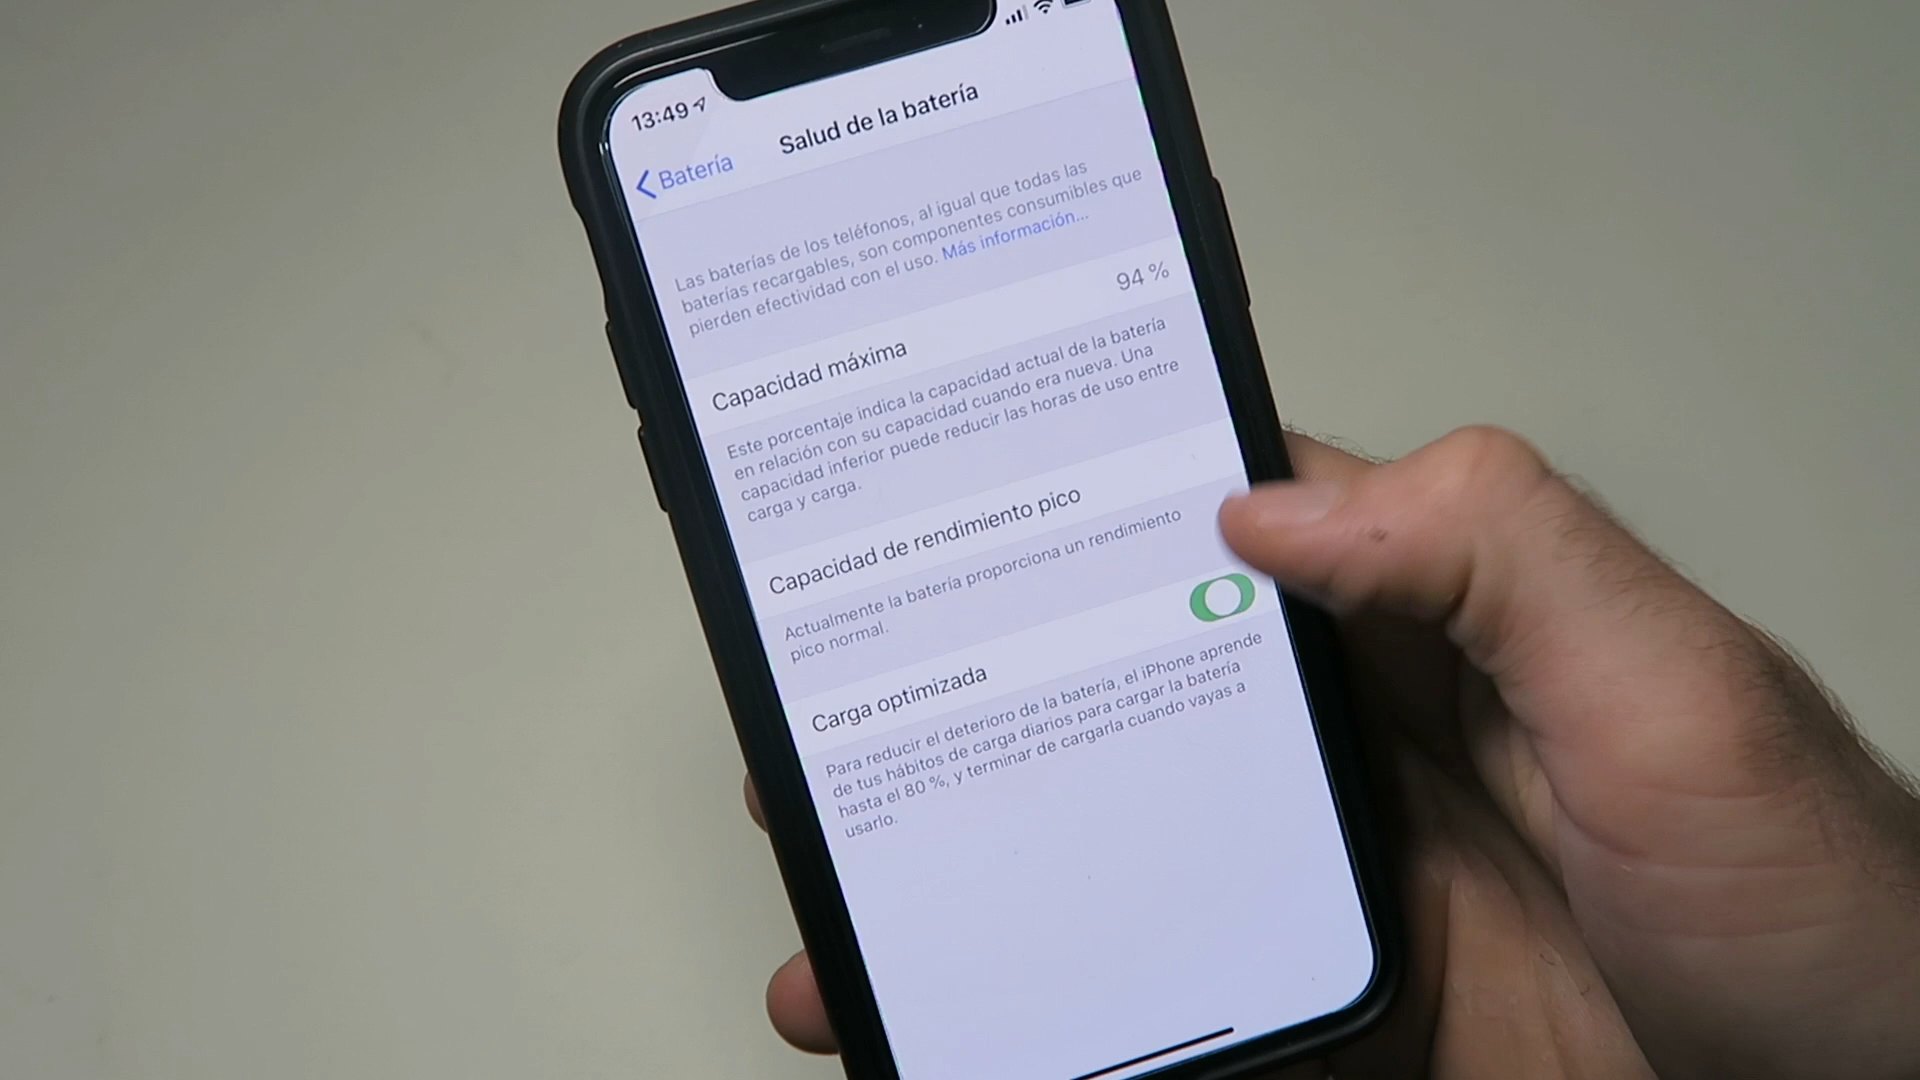 13:49
Batería
Salud de la batería
Las baterías de los teléfonos, al igual que todas las
baterías recargables, son componentes consumibles que
pierden efectividad con el uso. Más información...
Capacidad máxima 94 %
Este porcentaje indica la capacidad actual de la batería
en relación con su capacidad cuando era nueva. Una
capacidad inferior puede reducir las horas de uso entre
carga y carga.
Capacidad de rendimiento pico
Actualmente la batería proporciona un rendimiento
pico normal.
Carga optimizada
Para reducir el deterioro de la batería, el iPhone aprende
de tus hábitos de carga diarios para cargar la batería
hasta el 80 %, y terminar de cargarla cuando vayas a
usarlo.